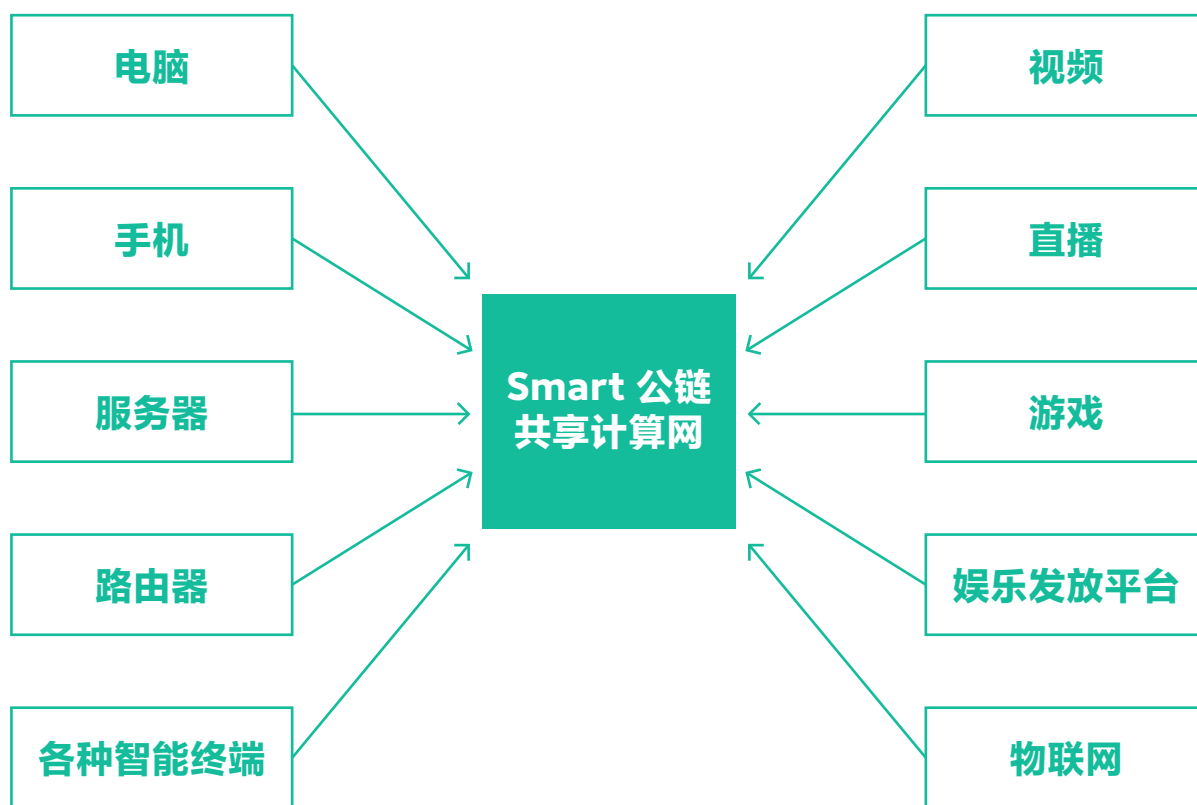 电脑
手机
服务器
路由器
各种智能终端
Smart 公链
共享计算网
视频
直播
游戏
娱乐发放平台
物联网